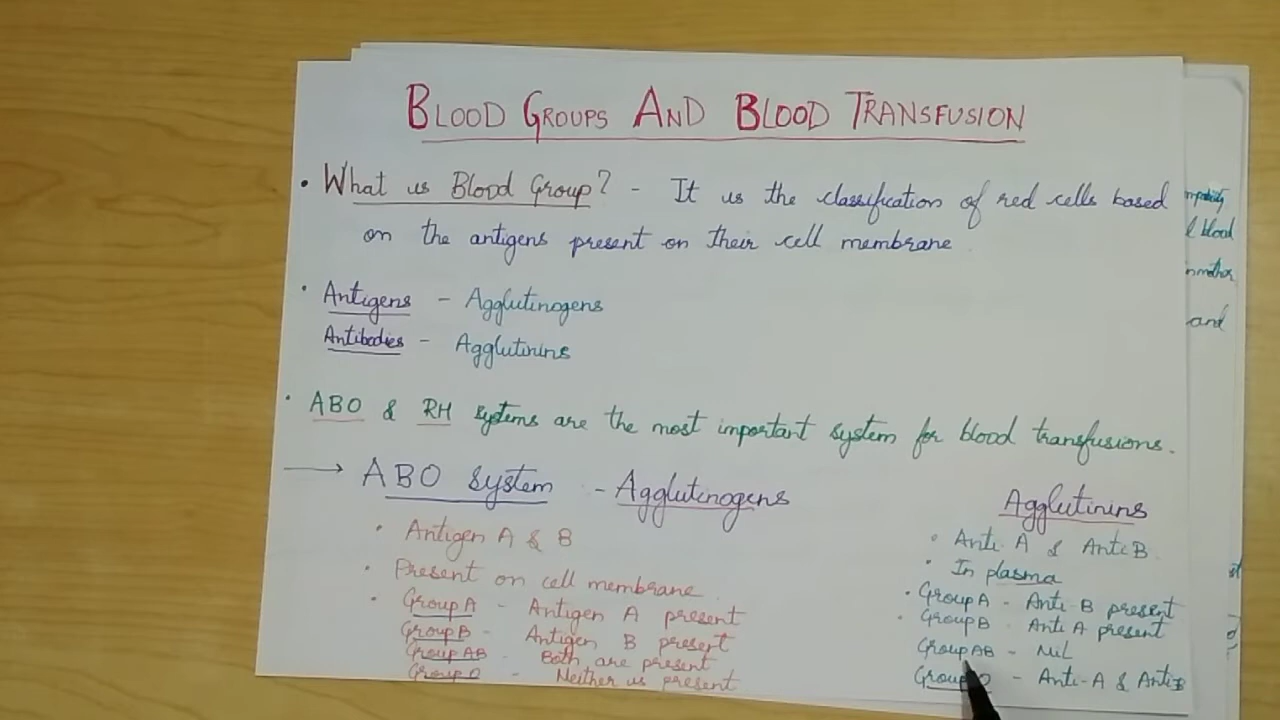 BLOOD GROUPS AND BLOOD TRANSFUSION
• What is Blood Group? - It is the classification of red cells based
on the antigens present on their cell membrane
• Antigens - Agglutinogens
Antibodies - Agglutinins
• ABO & RH systems are the most important system for blood transfusions.
→ ABO System - Agglutinogens
• Antigen A & B
• Present on cell membrane.
• Group A - Antigen A present
Group B - Antigen B present
Group AB - Both are present
Group O - Neither is present
Agglutinins
• Anti A & Anti B
• In plasma
• Group A - Anti B present
• Group B - Anti A present
Group AB - Nil
Group O - Anti-A & Anti B
blood
and